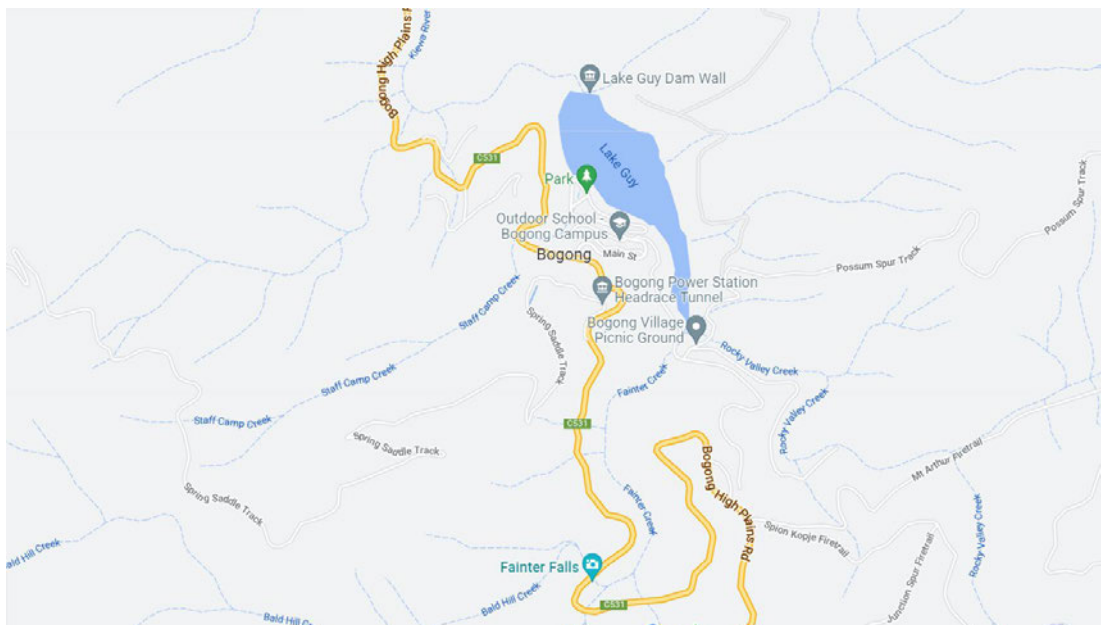 Bogong High Plains R
Kiewa River
Lake Guy Dam Wall
C531
Lake Guy
Park
Possum Spur Track
Outdoor School -
Bogong Campus
Main St
Bogong
Possum Spur Track
Bogong Power Station
Headrace Tunnel
Staff Camp Creek
Spring Saddle Track
Bogong Village
Picnic Ground
Rocky Valley Creek
Fainter Creek
Staff Camp Creek
Staff Camp Creek
Rocky Valley Creek
C531
Spring Saddle Track
Bogong High Plains Rd
Mt Arthur Firetrail
Spring Saddle Track
Fainter Creek
Spion Kopje Firetrail
Rocky Valley Creek
Bald Hill Creek
Fainter Falls
Junction Spur Firetrail
Bald Hill Creek
C531